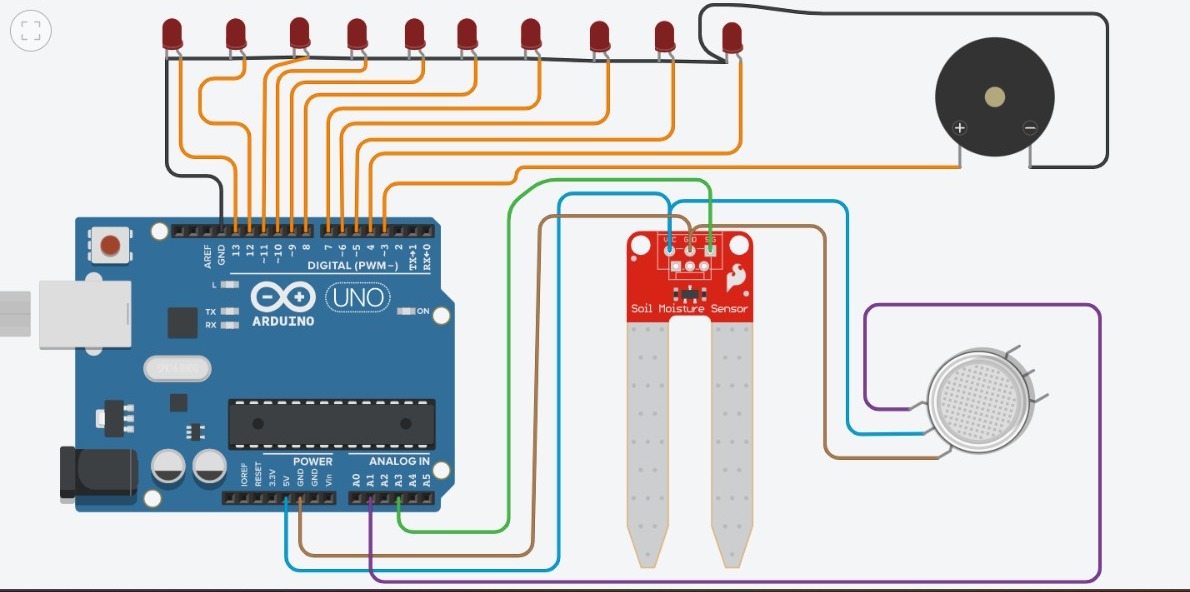 + −
AREF GND 13 12 ~11 ~10 ~9 8 7 ~6 ~5 4 ~3 2 TX→1 RX←0
DIGITAL (PWM~)
L
TX
RX
UNO
ARDUINO
ON
VCC GND SIG
Soil Moisture Sensor
POWER
ANALOG IN
IOREF RESET 3.3V 5V GND GND Vin A0 A1 A2 A3 A4 A5